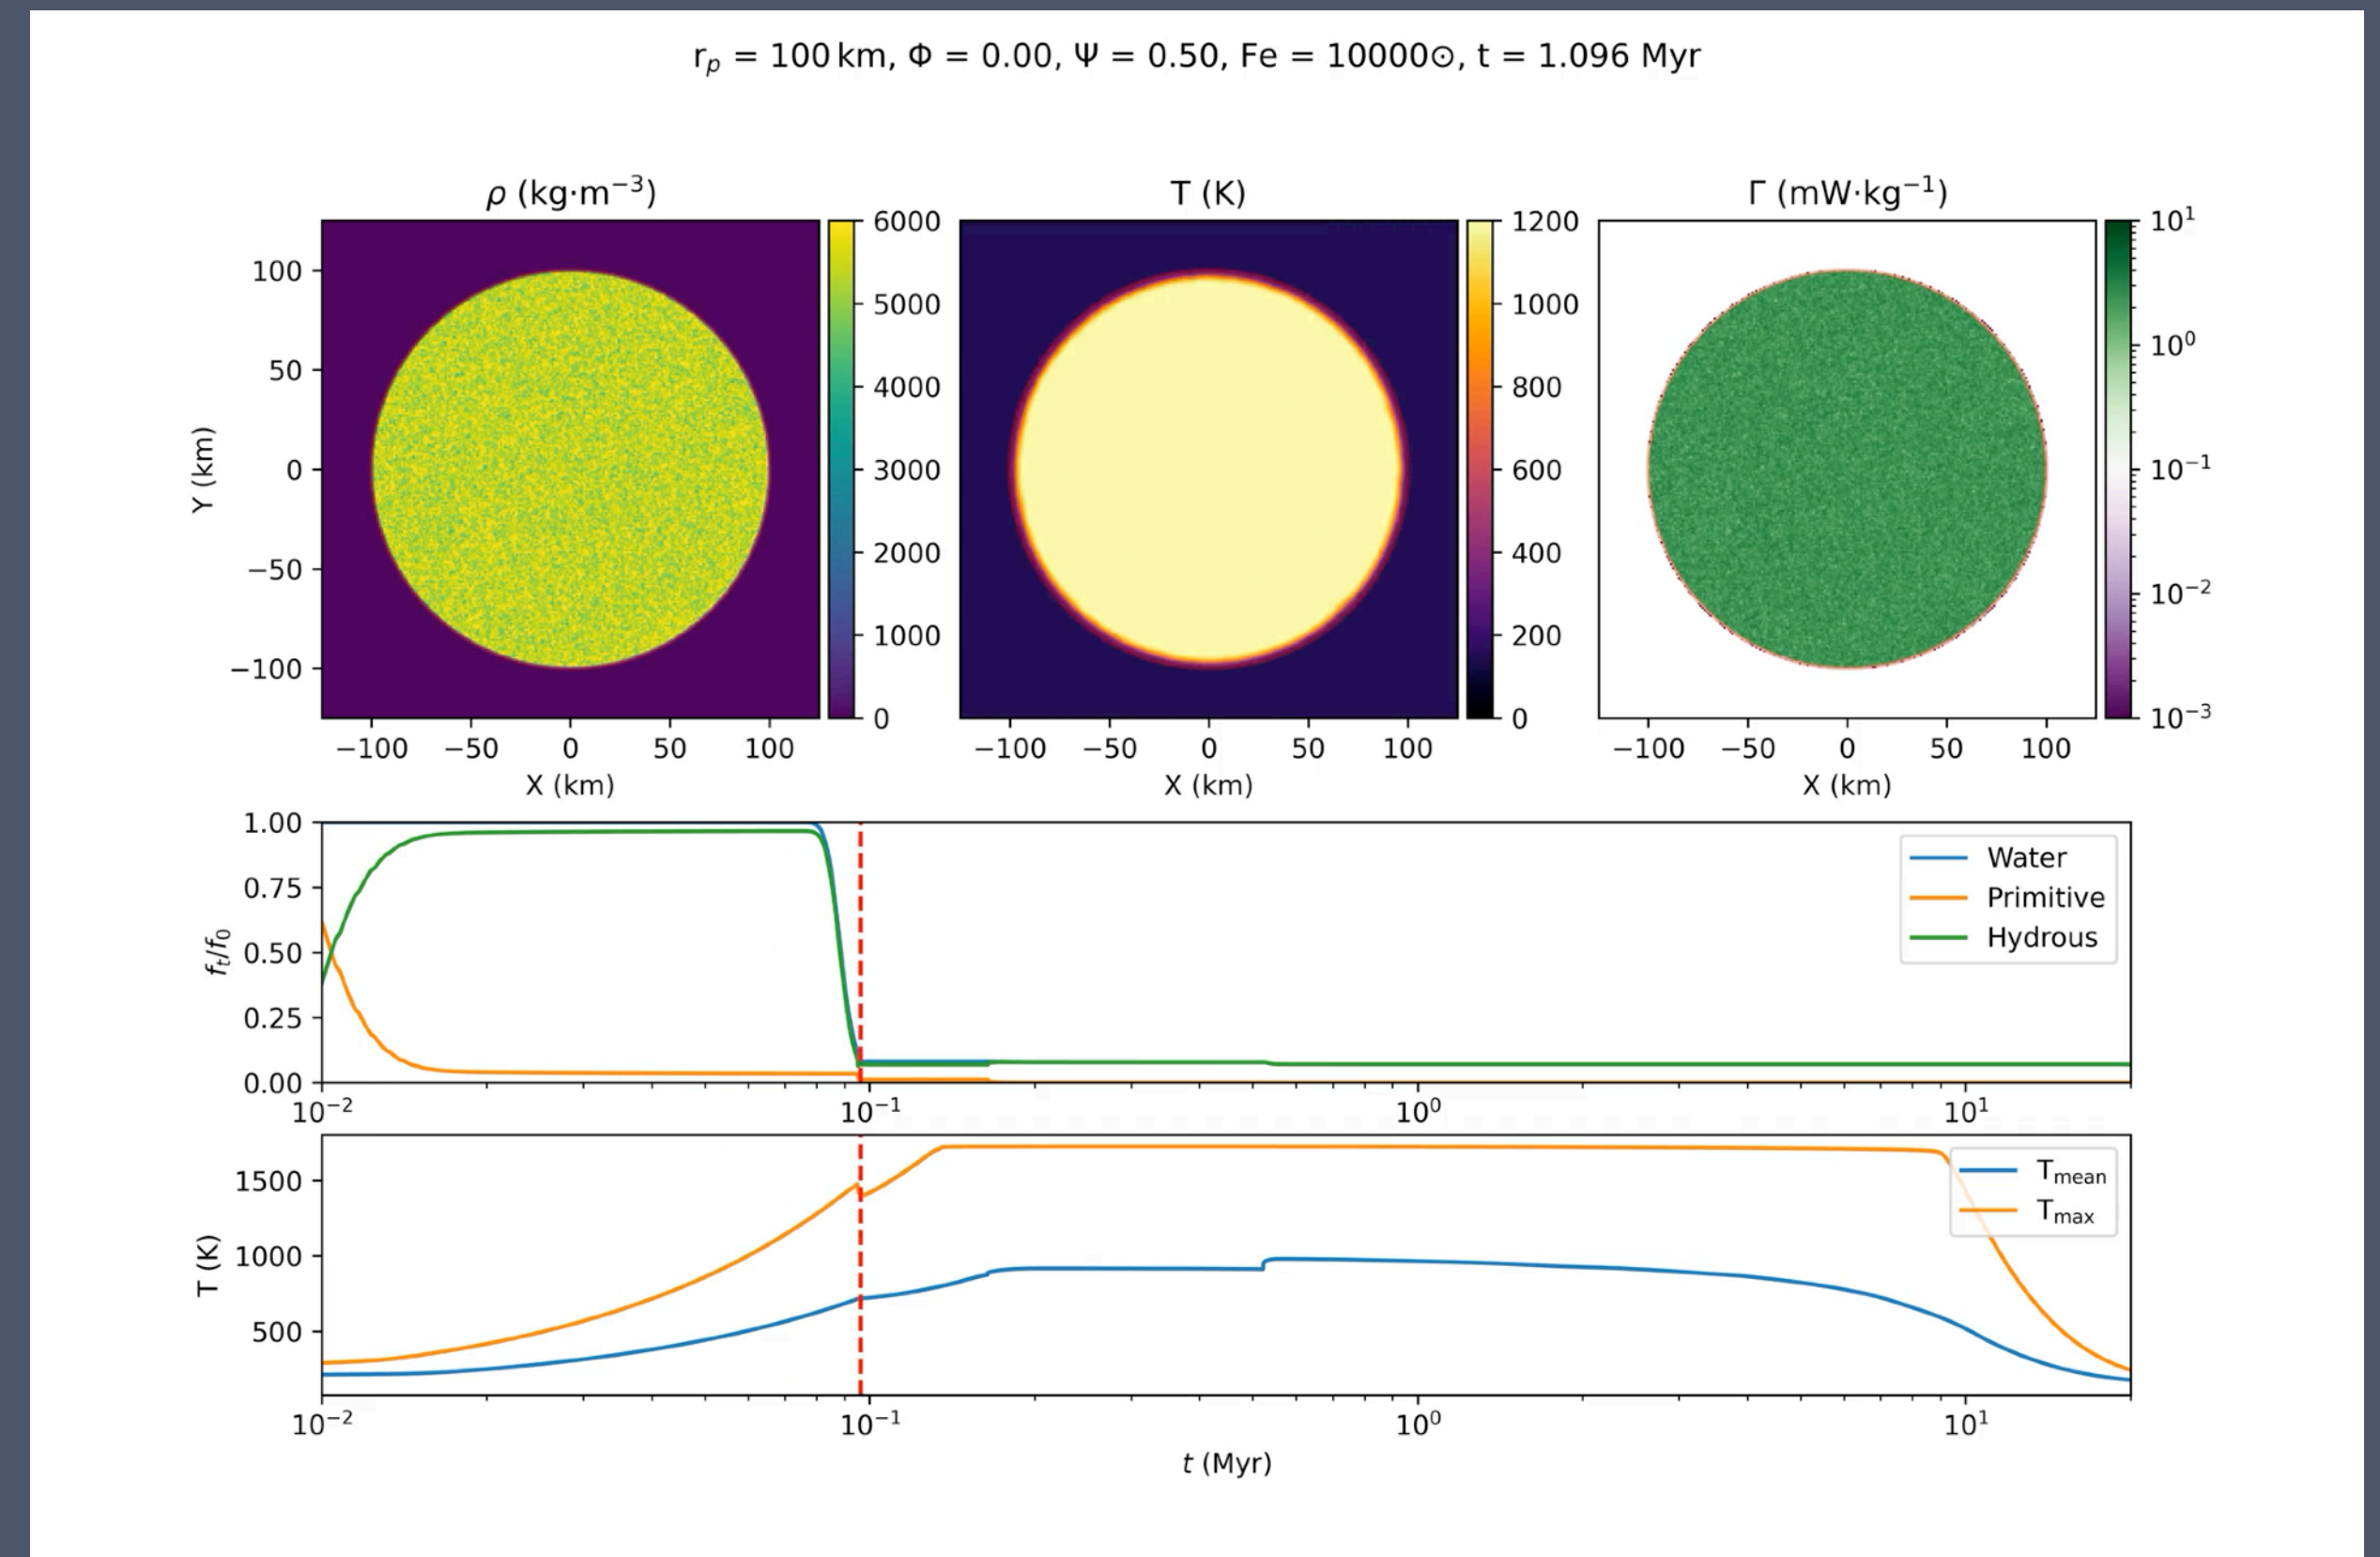 r_p = 100 km, Φ = 0.00, Ψ = 0.50, Fe = 10000⊙, t = 1.096 Myr
ρ (kg·m⁻³)
T (K)
Γ (mW·kg⁻¹)
Y (km)
100
50
0
−50
−100
−100 −50 0 50 100
X (km)
6000
5000
4000
3000
2000
1000
0
−100 −50 0 50 100
X (km)
1200
1000
800
600
400
200
0
−100 −50 0 50 100
X (km)
10¹
10⁰
10⁻¹
10⁻²
10⁻³
f_t/f_0
1.00
0.75
0.50
0.25
0.00
Water
Primitive
Hydrous
10⁻² 10⁻¹ 10⁰ 10¹
T (K)
1500
1000
500
T_mean
T_max
10⁻² 10⁻¹ 10⁰ 10¹
t (Myr)